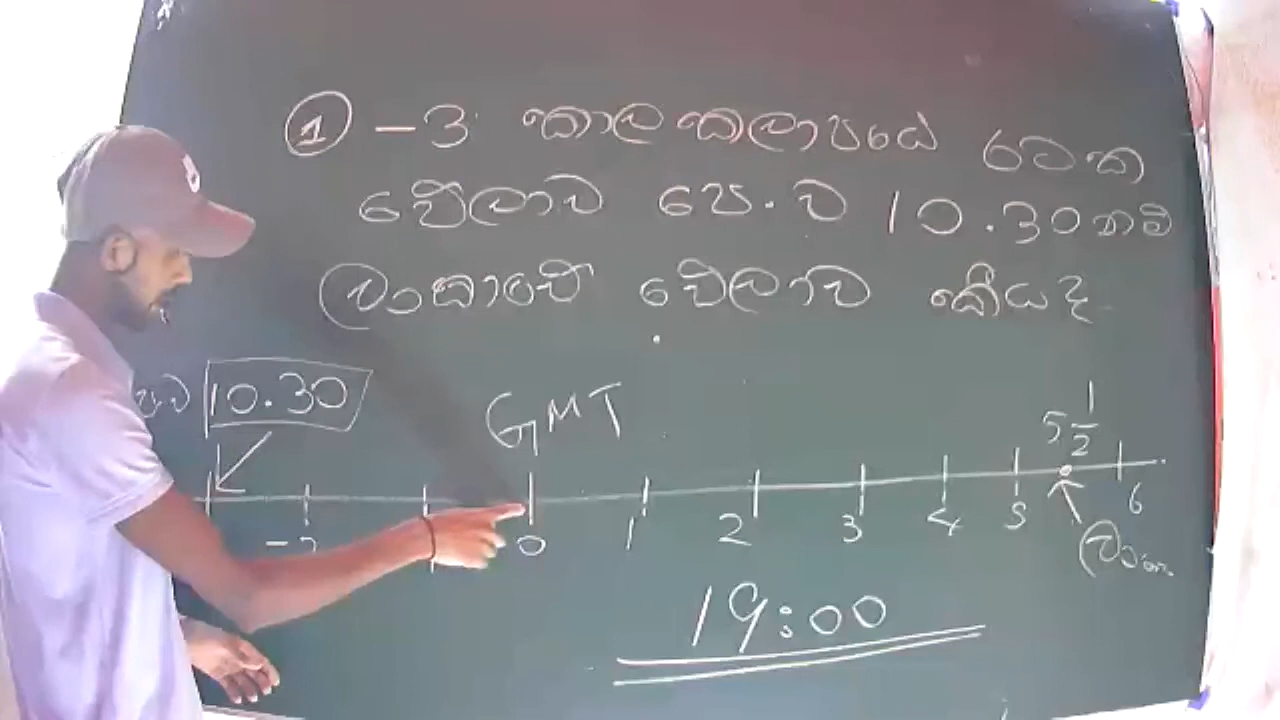 ① -3 කාල කලාපයේ රටක
වේලාව පෙ.ව 10.30 නම්
ලංකාවේ වේලාව කීයද
පෙ.ව 10.30
GMT
5 1/2
-2 0 1 2 3 4 5 6
ලංකා
19:00